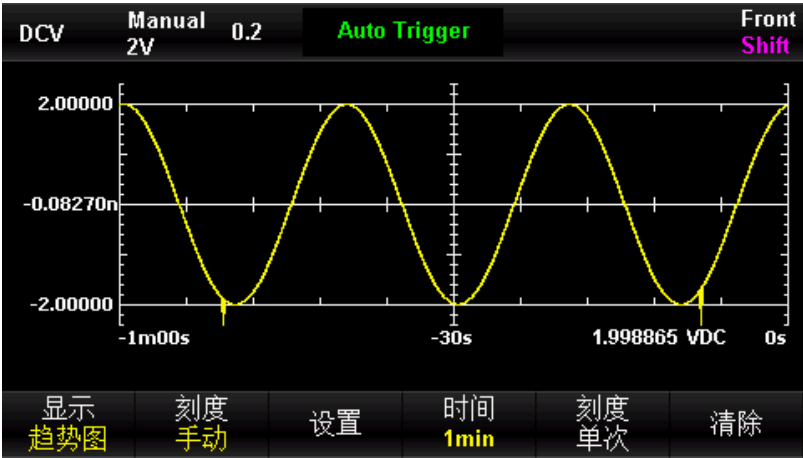 DCV Manual 0.2 Auto Trigger Front
2V Shift
2.00000
-0.08270n
-2.00000
-1m00s -30s 1.998865 VDC 0s
显示 刻度 设置 时间 刻度 清除
趋势图 手动 1min 单次